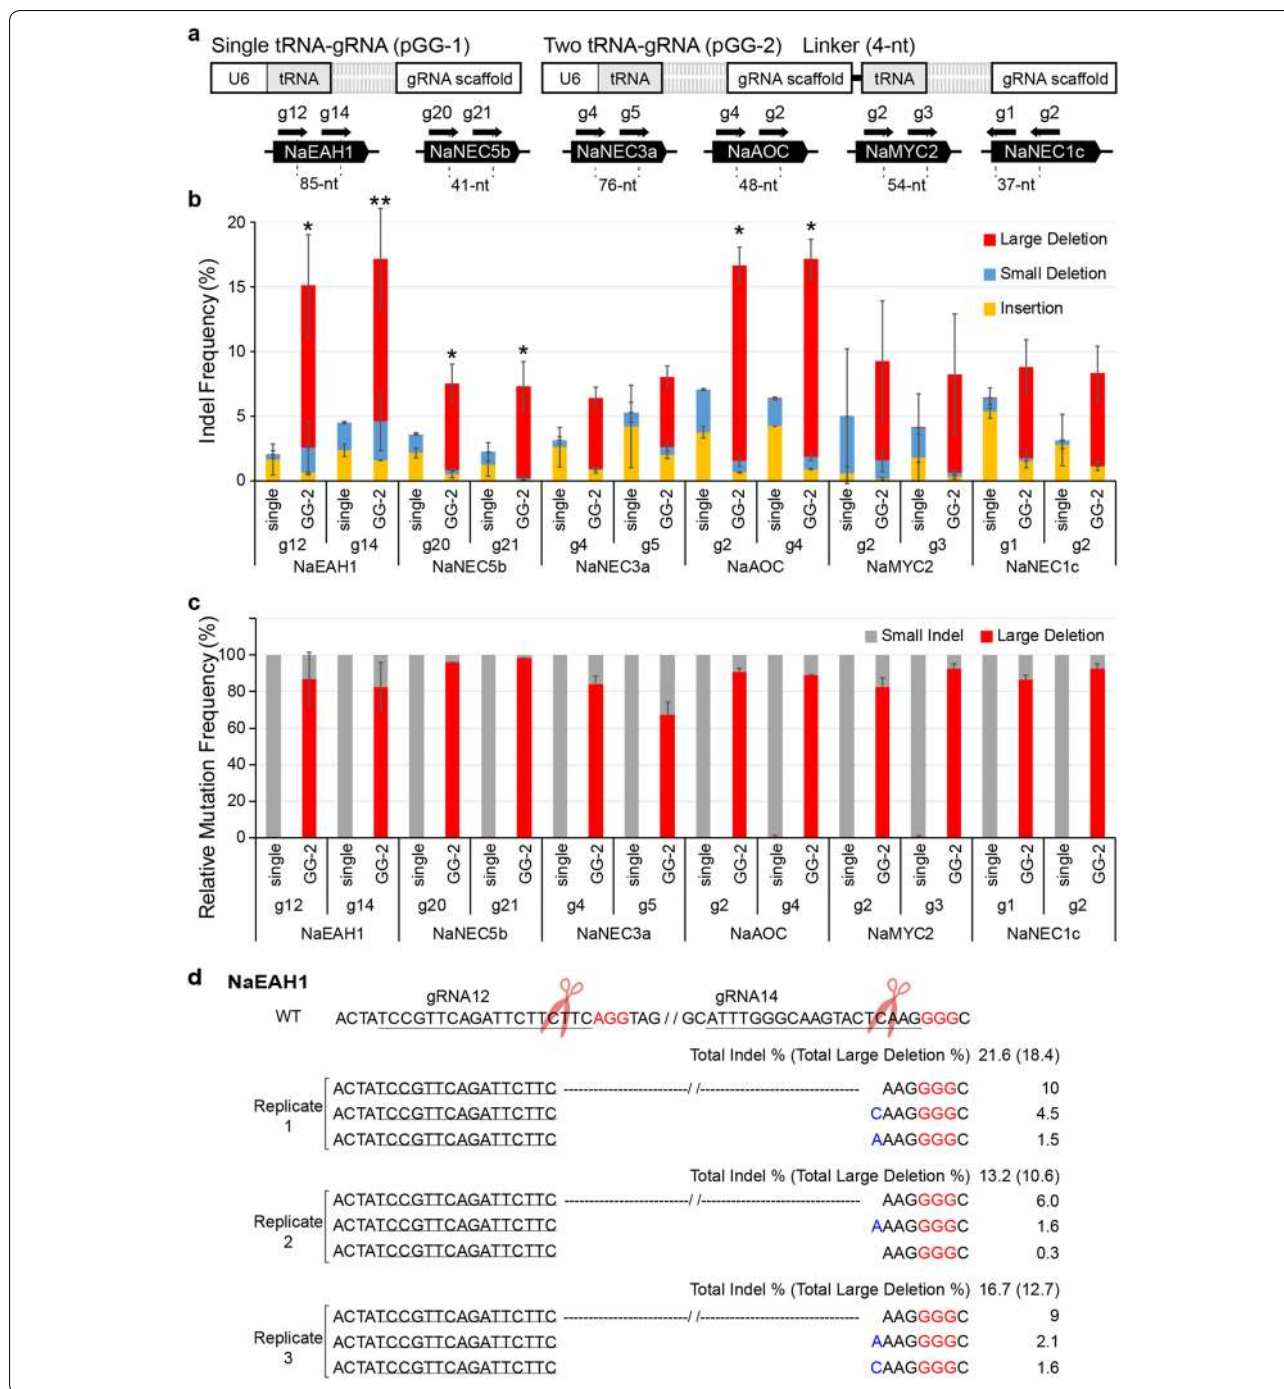 a
Single tRNA-gRNA (pGG-1) Two tRNA-gRNA (pGG-2) Linker (4-nt)
U6 tRNA gRNA scaffold U6 tRNA gRNA scaffold tRNA gRNA scaffold
g12 g14 g20 g21 g4 g5 g4 g2 g2 g3 g1 g2
NaEAH1 NaNEC5b NaNEC3a NaAOC NaMYC2 NaNEC1c
85-nt 41-nt 76-nt 48-nt 54-nt 37-nt
b
Indel Frequency (%)
20
15
10
5
0
* ** * * * *
Large Deletion
Small Deletion
Insertion
single GG-2 single GG-2 single GG-2 single GG-2 single GG-2 single GG-2 single GG-2 single GG-2 single GG-2 single GG-2 single GG-2 single GG-2
g12 g14 g20 g21 g4 g5 g2 g4 g2 g3 g1 g2
NaEAH1 NaNEC5b NaNEC3a NaAOC NaMYC2 NaNEC1c
c
Relative Mutation Frequency (%)
Small Indel Large Deletion
100
80
60
40
20
0
single GG-2 single GG-2 single GG-2 single GG-2 single GG-2 single GG-2 single GG-2 single GG-2 single GG-2 single GG-2 single GG-2 single GG-2
g12 g14 g20 g21 g4 g5 g2 g4 g2 g3 g1 g2
NaEAH1 NaNEC5b NaNEC3a NaAOC NaMYC2 NaNEC1c
d NaEAH1
gRNA12 gRNA14
WT ACTATCCGTTCAGATTCTTCTTCAGGTAG // GCATTTGGGCAAGTACTCAAGGGGC
Total Indel % (Total Large Deletion %) 21.6 (18.4)
Replicate 1
ACTATCCGTTCAGATTCTTC -------------------------/ /----------------------------- AAGGGGC 10
ACTATCCGTTCAGATTCTTC CAAGGGGC 4.5
ACTATCCGTTCAGATTCTTC AAAGGGGC 1.5
Total Indel % (Total Large Deletion %) 13.2 (10.6)
Replicate 2
ACTATCCGTTCAGATTCTTC -------------------------/ /----------------------------- AAGGGGC 6.0
ACTATCCGTTCAGATTCTTC AAAGGGGC 1.6
ACTATCCGTTCAGATTCTTC AAGGGGC 0.3
Total Indel % (Total Large Deletion %) 16.7 (12.7)
Replicate 3
ACTATCCGTTCAGATTCTTC -------------------------/ /----------------------------- AAGGGGC 9
ACTATCCGTTCAGATTCTTC AAAGGGGC 2.1
ACTATCCGTTCAGATTCTTC CAAGGGGC 1.6